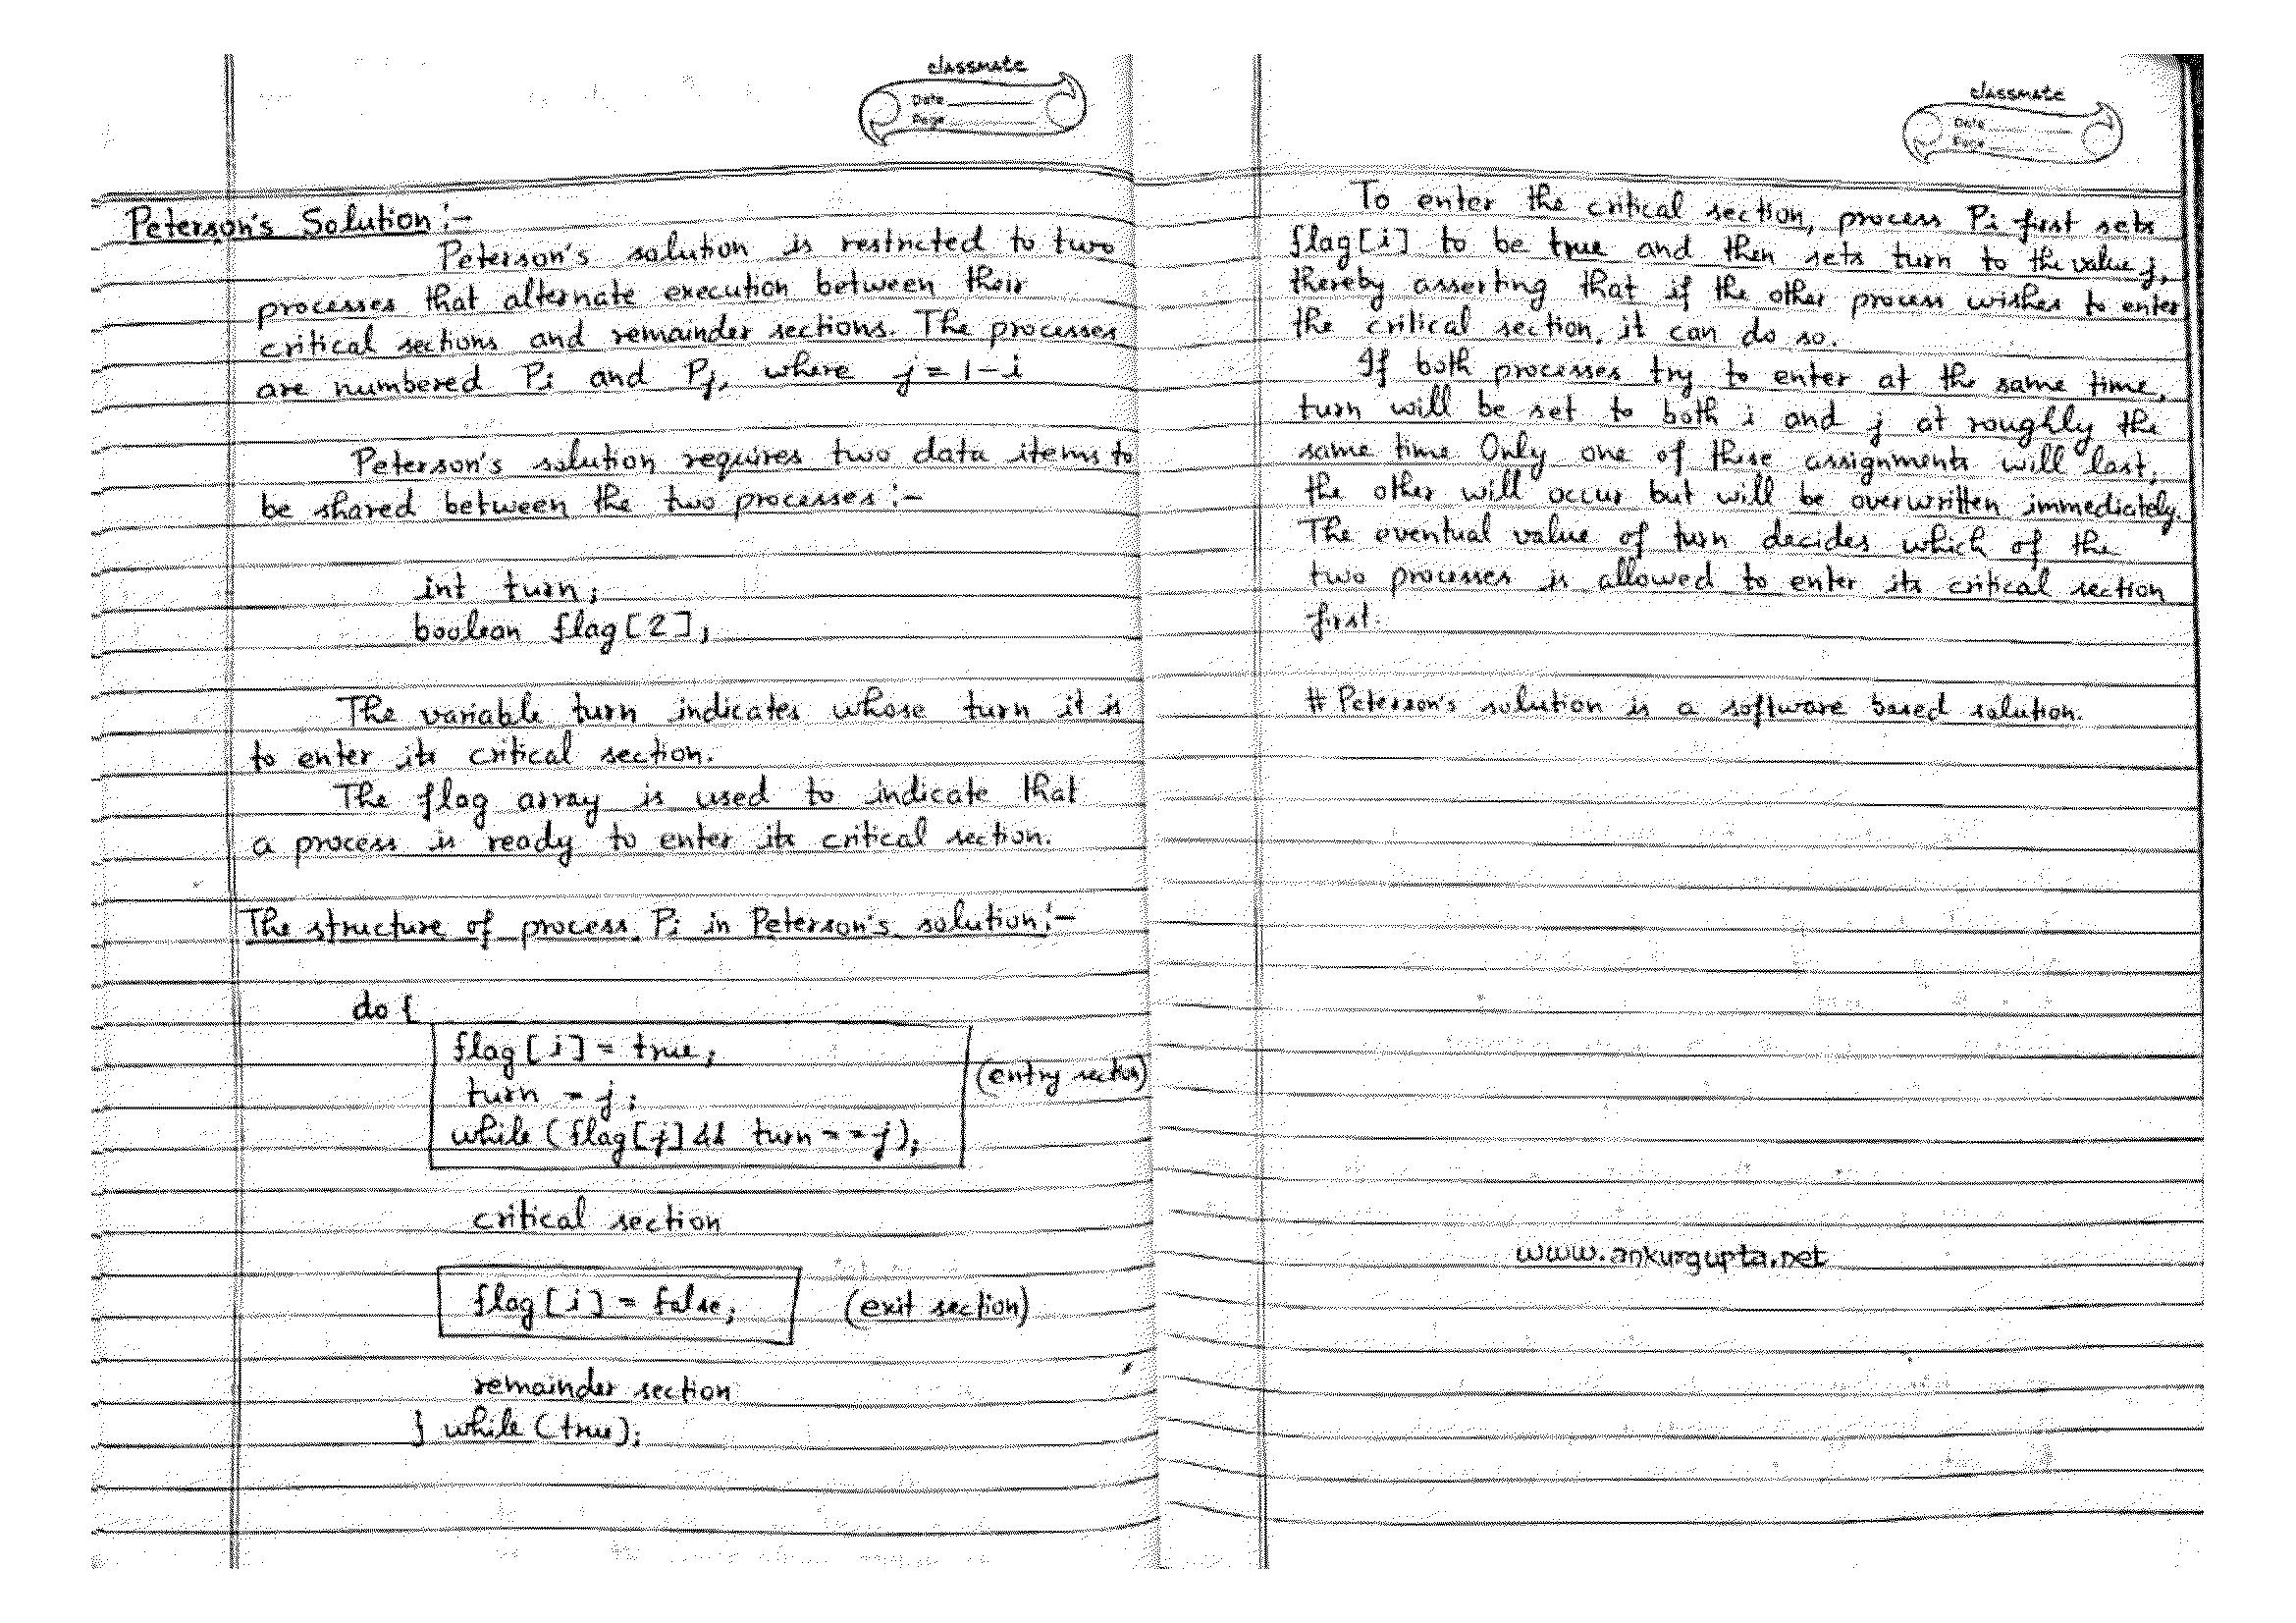 classmate
Date
Page
Peterson's Solution :-
Peterson's solution is restricted to two
processes that alternate execution between their
critical sections and remainder sections. The processes
are numbered Pi and Pj, where j = 1 - i
Peterson's solution requires two data items to
be shared between the two processes :-
int turn;
boolean flag[2];
The variable turn indicates whose turn it is
to enter its critical section.
The flag array is used to indicate that
a process is ready to enter its critical section.
The structure of process Pi in Peterson's solution:-
do {
flag[i] = true;
turn = j;
(entry section)
while (flag[j] && turn == j);
critical section
flag[i] = false; (exit section)
remainder section
} while (true);
classmate
Date
Page
To enter the critical section, process Pi first sets
flag[i] to be true and then sets turn to the value j,
thereby asserting that if the other process wishes to enter
the critical section, it can do so.
If both processes try to enter at the same time,
turn will be set to both i and j at roughly the
same time. Only one of these assignments will last,
the other will occur but will be overwritten immediately.
The eventual value of turn decides which of the
two processes is allowed to enter its critical section
first.
# Peterson's solution is a software based solution.
www.ankurgupta.net